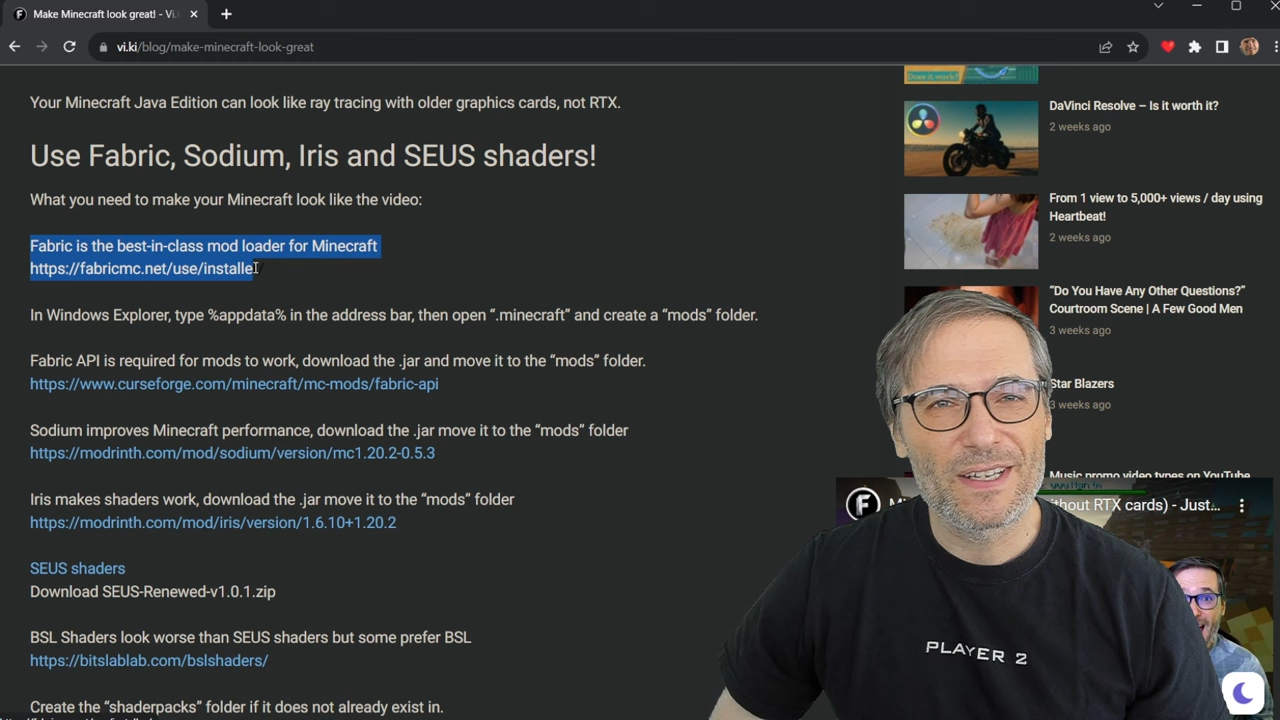 Make Minecraft look great! - Vi.
vi.ki/blog/make-minecraft-look-great
Your Minecraft Java Edition can look like ray tracing with older graphics cards, not RTX.
Use Fabric, Sodium, Iris and SEUS shaders!
What you need to make your Minecraft look like the video:
Fabric is the best-in-class mod loader for Minecraft
https://fabricmc.net/use/installe
In Windows Explorer, type %appdata% in the address bar, then open “.minecraft” and create a “mods” folder.
Fabric API is required for mods to work, download the .jar and move it to the “mods” folder.
https://www.curseforge.com/minecraft/mc-mods/fabric-api
Sodium improves Minecraft performance, download the .jar move it to the “mods” folder
https://modrinth.com/mod/sodium/version/mc1.20.2-0.5.3
Iris makes shaders work, download the .jar move it to the “mods” folder
https://modrinth.com/mod/iris/version/1.6.10+1.20.2
SEUS shaders
Download SEUS-Renewed-v1.0.1.zip
BSL Shaders look worse than SEUS shaders but some prefer BSL
https://bitslablab.com/bslshaders/
Create the “shaderpacks” folder if it does not already exist in.
Does it work?
DaVinci Resolve – Is it worth it?
2 weeks ago
From 1 view to 5,000+ views / day using
Heartbeat!
2 weeks ago
“Do You Have Any Other Questions?”
Courtroom Scene | A Few Good Men
3 weeks ago
Star Blazers
3 weeks ago
Music promo video types on YouTube
without RTX cards) - Just...
PLAYER 2